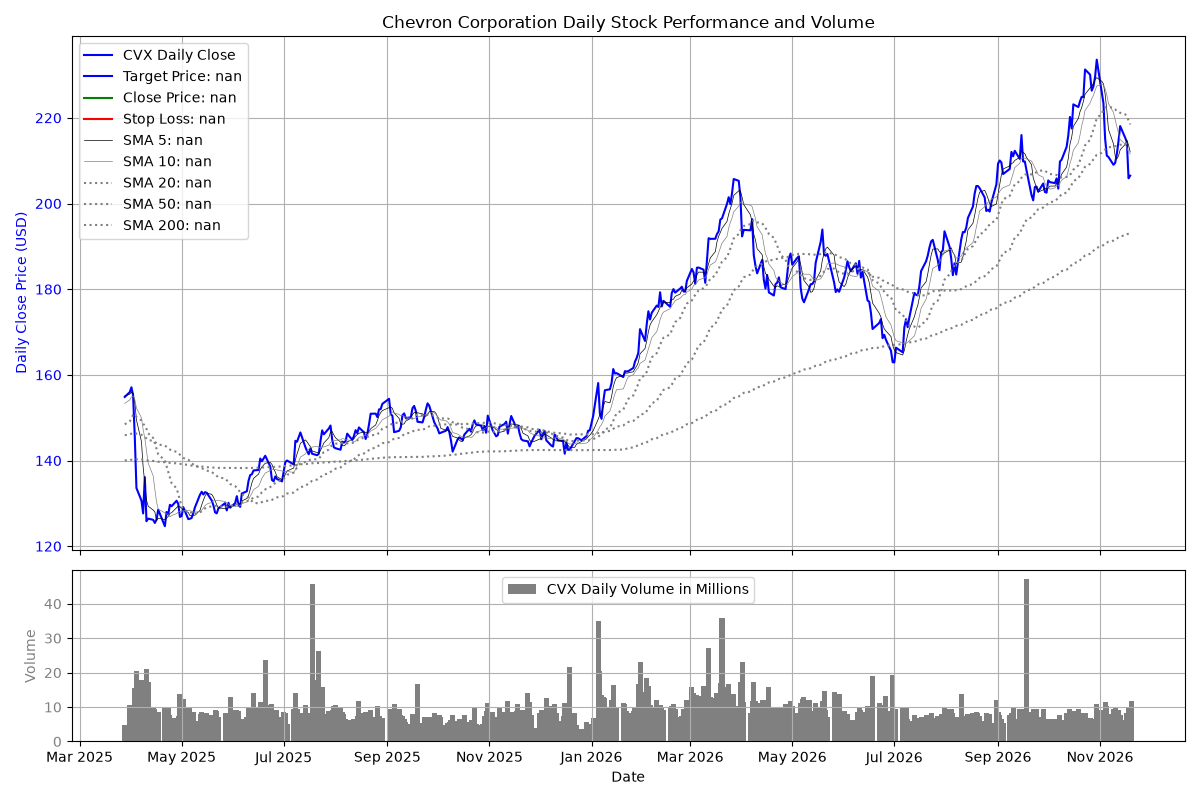 Chevron Corporation Daily Stock Performance and Volume
CVX Daily Close
Target Price: nan
Close Price: nan
Stop Loss: nan
SMA 5: nan
SMA 10: nan
SMA 20: nan
SMA 50: nan
SMA 200: nan
Daily Close Price (USD)
220
200
180
160
140
120
CVX Daily Volume in Millions
Volume
40
30
20
10
0
Mar 2025 May 2025 Jul 2025 Sep 2025 Nov 2025 Jan 2026 Mar 2026 May 2026 Jul 2026 Sep 2026 Nov 2026
Date